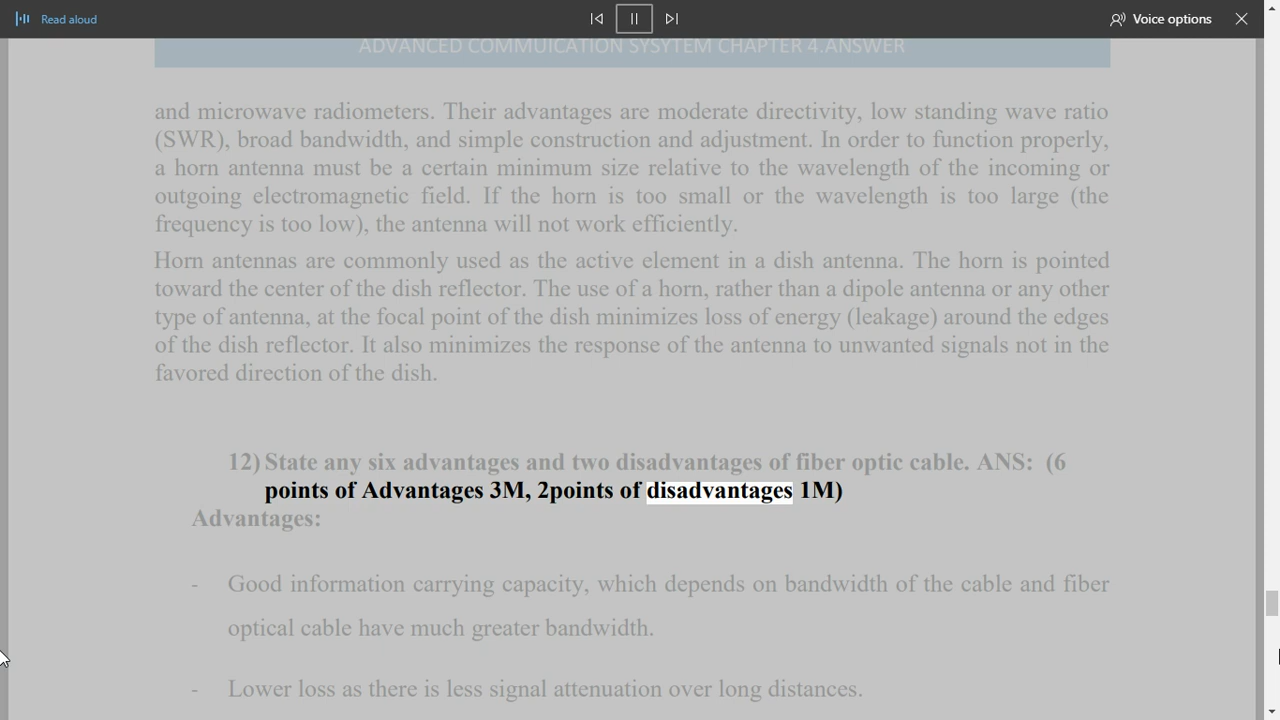 Read aloud
Voice options
ADVANCED COMMUICATION SYSYTEM CHAPTER 4.ANSWER
and microwave radiometers. Their advantages are moderate directivity, low standing wave ratio
(SWR), broad bandwidth, and simple construction and adjustment. In order to function properly,
a horn antenna must be a certain minimum size relative to the wavelength of the incoming or
outgoing electromagnetic field. If the horn is too small or the wavelength is too large (the
frequency is too low), the antenna will not work efficiently.
Horn antennas are commonly used as the active element in a dish antenna. The horn is pointed
toward the center of the dish reflector. The use of a horn, rather than a dipole antenna or any other
type of antenna, at the focal point of the dish minimizes loss of energy (leakage) around the edges
of the dish reflector. It also minimizes the response of the antenna to unwanted signals not in the
favored direction of the dish.
12) State any six advantages and two disadvantages of fiber optic cable. ANS: (6
points of Advantages 3M, 2points of disadvantages 1M)
Advantages:
- Good information carrying capacity, which depends on bandwidth of the cable and fiber
optical cable have much greater bandwidth.
- Lower loss as there is less signal attenuation over long distances.